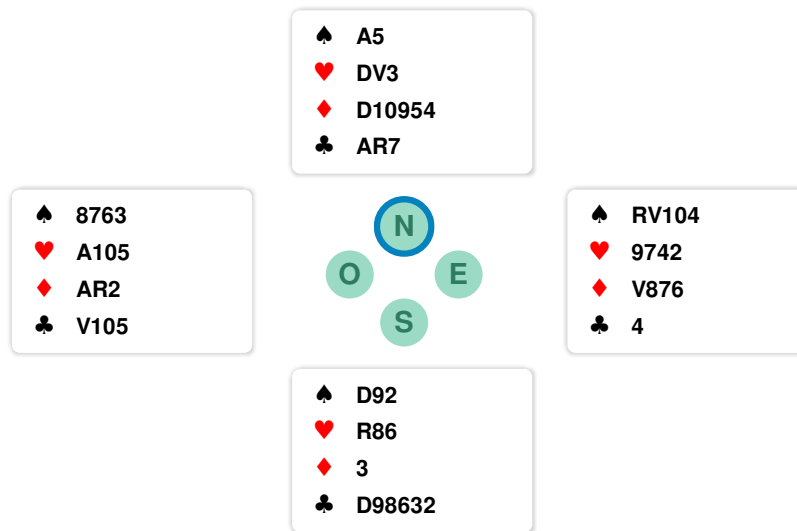 ♠ A5
♥ DV3
♦ D10954
♣ AR7
♠ 8763
♥ A105
♦ AR2
♣ V105
N
O E
S
♠ RV104
♥ 9742
♦ V876
♣ 4
♠ D92
♥ R86
♦ 3
♣ D98632